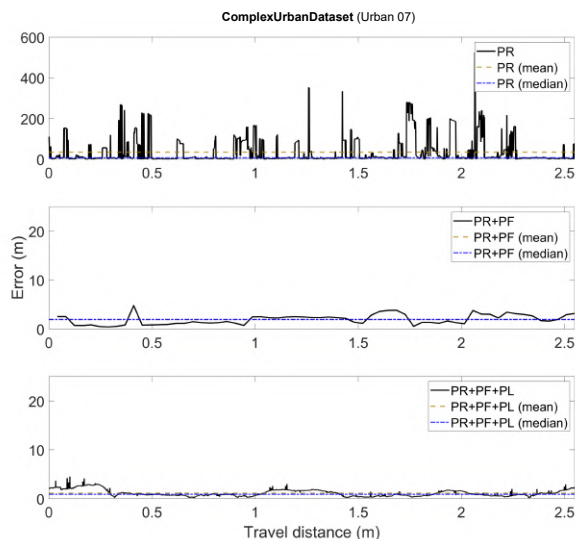 ComplexUrbanDataset (Urban 07)
600
400
200
0
PR
PR (mean)
PR (median)
0 0.5 1 1.5 2 2.5
Error (m)
20
10
0
PR+PF
PR+PF (mean)
PR+PF (median)
0 0.5 1 1.5 2 2.5
20
10
0
PR+PF+PL
PR+PF+PL (mean)
PR+PF+PL (median)
0 0.5 1 1.5 2 2.5
Travel distance (m)